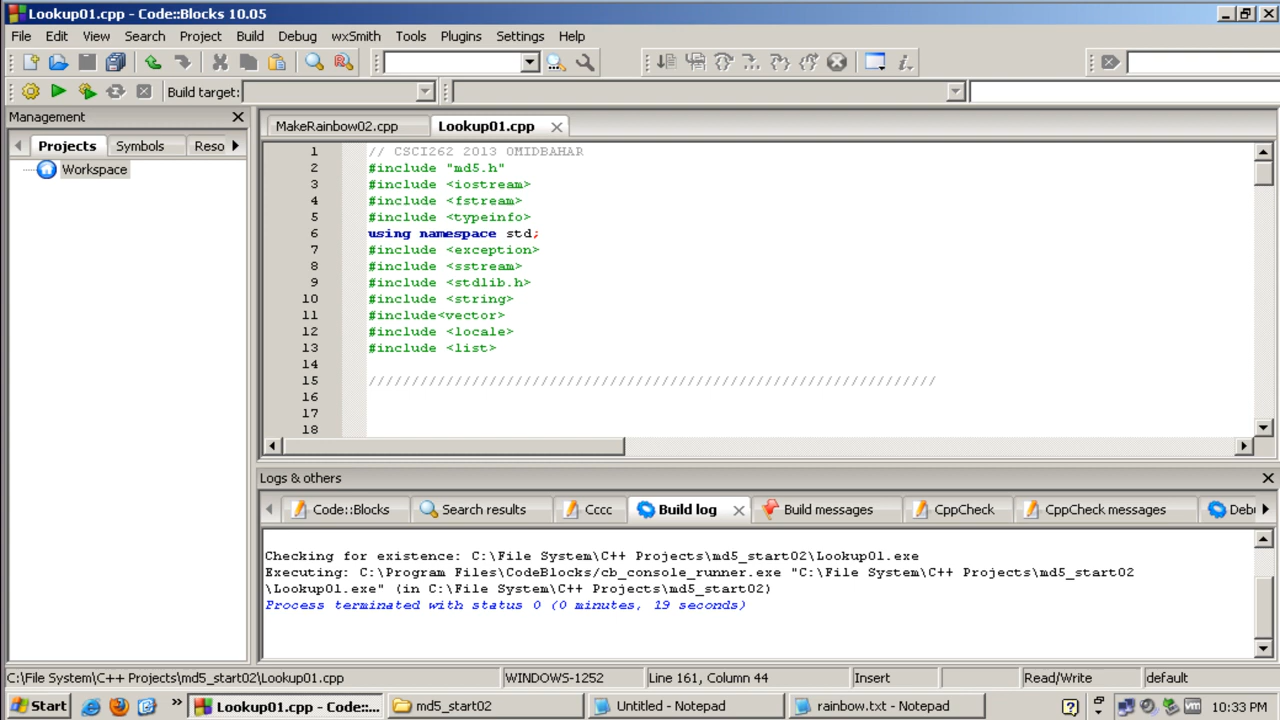 Lookup01.cpp - Code::Blocks 10.05
File Edit View Search Project Build Debug wxSmith Tools Plugins Settings Help
Build target:
Management
Projects Symbols Reso
Workspace
MakeRainbow02.cpp Lookup01.cpp
1 // CSCI262 2013 OMIDBAHAR
2 #include "md5.h"
3 #include <iostream>
4 #include <fstream>
5 #include <typeinfo>
6 using namespace std;
7 #include <exception>
8 #include <sstream>
9 #include <stdlib.h>
10 #include <string>
11 #include<vector>
12 #include <locale>
13 #include <list>
14
15 //////////////////////////////////////////////////////////////////
16
17
18
Logs & others
Code::Blocks Search results Cccc Build log Build messages CppCheck CppCheck messages Debu
Checking for existence: C:\File System\C++ Projects\md5_start02\Lookup01.exe
Executing: C:\Program Files\CodeBlocks/cb_console_runner.exe "C:\File System\C++ Projects\md5_start02
\Lookup01.exe" (in C:\File System\C++ Projects\md5_start02)
Process terminated with status 0 (0 minutes, 19 seconds)
C:\File System\C++ Projects\md5_start02\Lookup01.cpp WINDOWS-1252 Line 161, Column 44 Insert Read/Write default
Start Lookup01.cpp - Code::... md5_start02 Untitled - Notepad rainbow.txt - Notepad 10:33 PM